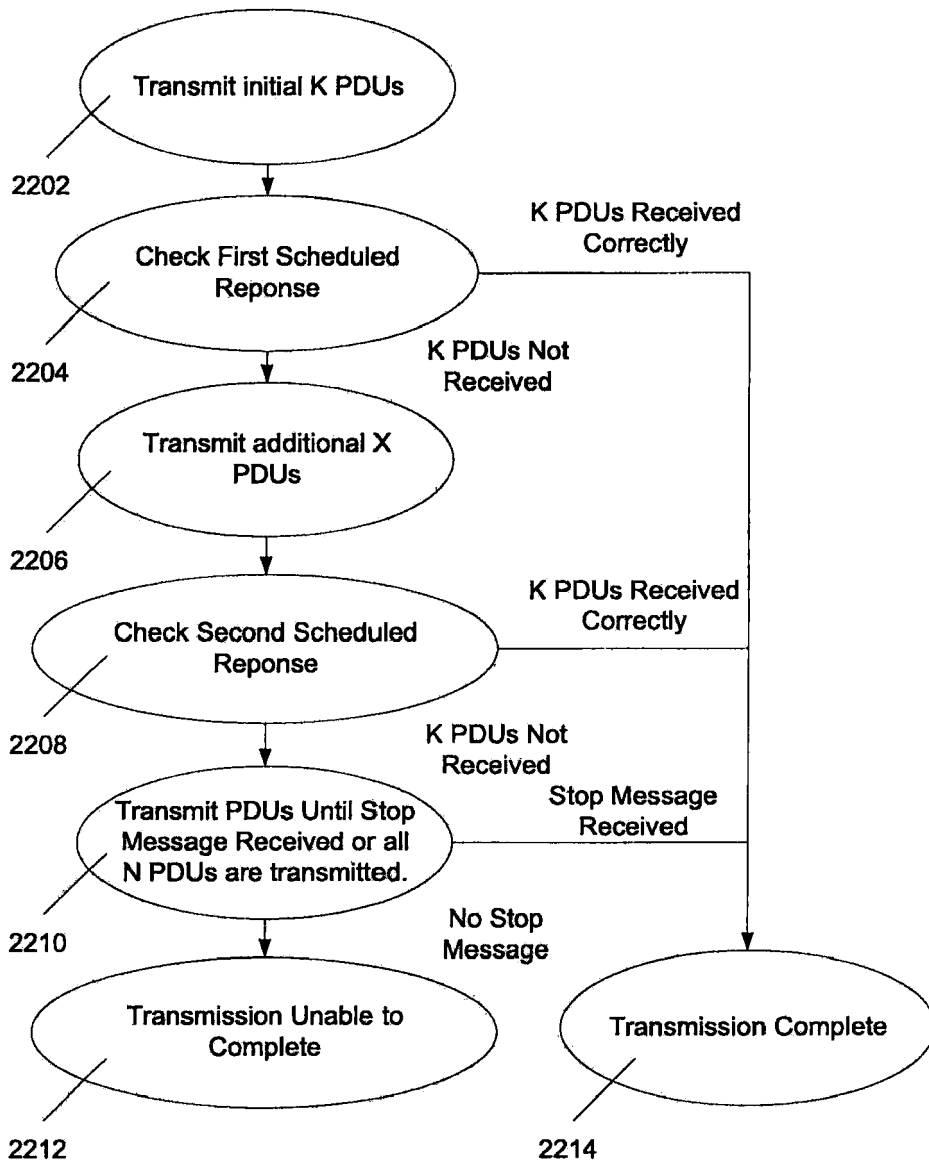 Transmit initial K PDUs
2202
K PDUs Received
Correctly
Check First Scheduled
Reponse
2204
K PDUs Not
Received
Transmit additional X
PDUs
2206
K PDUs Received
Correctly
Check Second Scheduled
Reponse
2208
K PDUs Not
Received
Transmit PDUs Until Stop
Message Received or all
N PDUs are transmitted.
Stop Message
Received
2210
No Stop
Message
Transmission Unable to
Complete
Transmission Complete
2212
2214